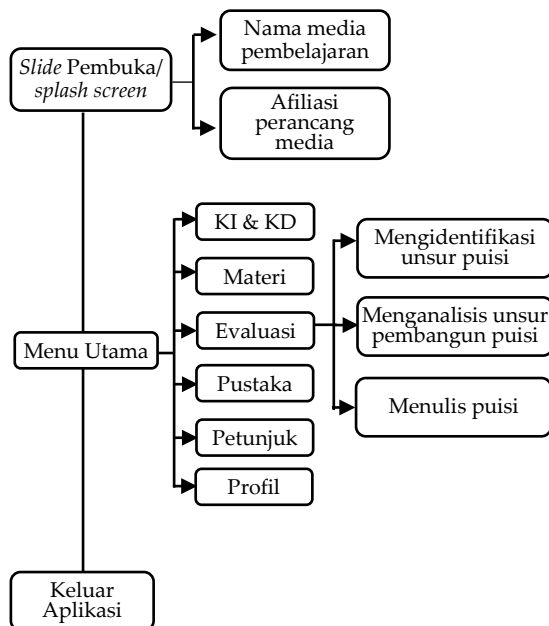 Nama media
pembelajaran
Slide Pembuka/
splash screen
Afiliasi
perancang
media
KI & KD
Materi
Evaluasi
Pustaka
Petunjuk
Profil
Mengidentifikasi
unsur puisi
Menganalisis unsur
pembangun puisi
Menulis puisi
Menu Utama
Keluar
Aplikasi